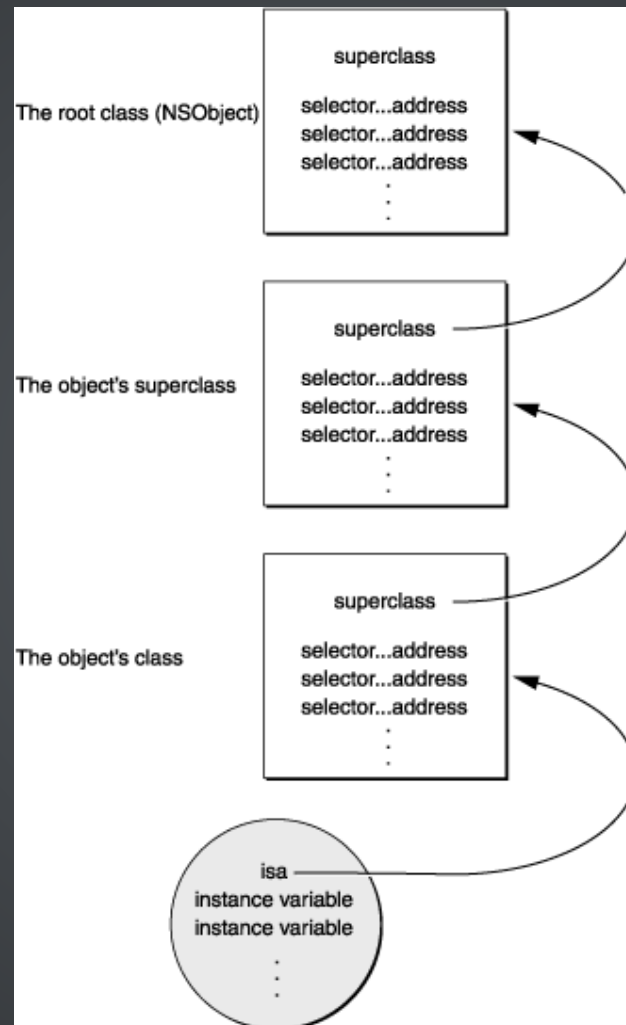 superclass
The root class (NSObject)
selector...address
selector...address
selector...address
superclass
The object's superclass
selector...address
selector...address
selector...address
superclass
The object's class
selector...address
selector...address
selector...address
isa
instance variable
instance variable